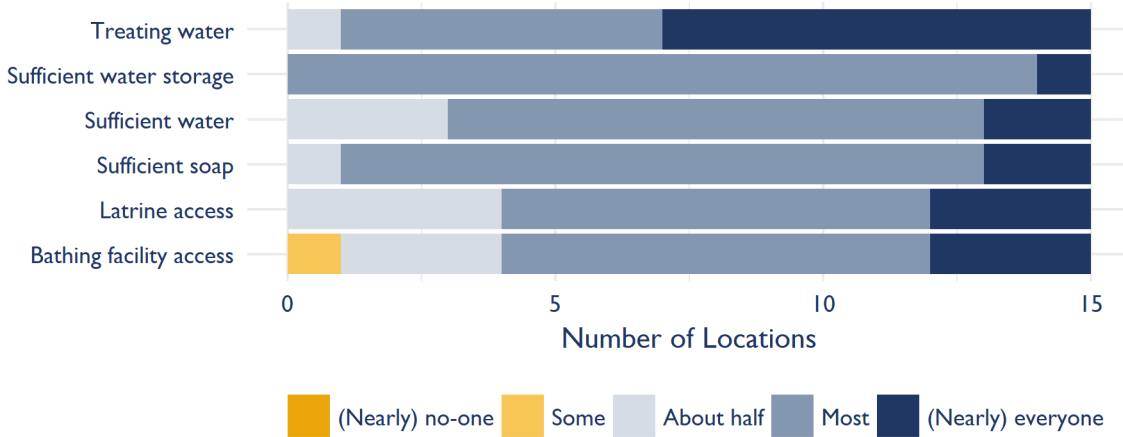 Treating water
Sufficient water storage
Sufficient water
Sufficient soap
Latrine access
Bathing facility access
0 5 10 15
Number of Locations
(Nearly) no-one Some About half Most (Nearly) everyone